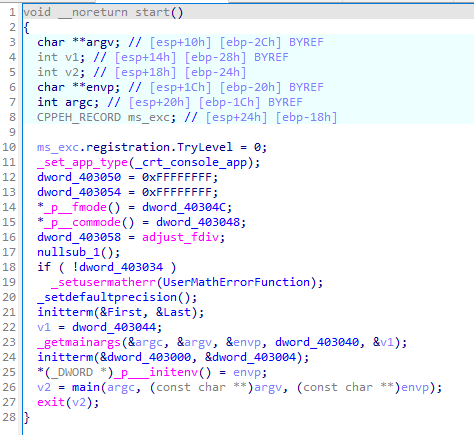 1 void __noreturn start()
2 {
3 char **argv; // [esp+10h] [ebp-2Ch] BYREF
4 int v1; // [esp+14h] [ebp-28h] BYREF
5 int v2; // [esp+18h] [ebp-24h]
6 char **envp; // [esp+1Ch] [ebp-20h] BYREF
7 int argc; // [esp+20h] [ebp-1Ch] BYREF
8 CPPEH_RECORD ms_exc; // [esp+24h] [ebp-18h]
9
10 ms_exc.registration.TryLevel = 0;
11 _set_app_type(_crt_console_app);
12 dword_403050 = 0xFFFFFFFF;
13 dword_403054 = 0xFFFFFFFF;
14 *_p__fmode() = dword_40304C;
15 *_p__commode() = dword_403048;
16 dword_403058 = adjust_fdiv;
17 nullsub_1();
18 if ( !dword_403034 )
19 _setusermatherr(UserMathErrorFunction);
20 _setdefaultprecision();
21 initterm(&First, &Last);
22 v1 = dword_403044;
23 _getmainargs(&argc, &argv, &envp, dword_403040, &v1);
24 initterm(&dword_403000, &dword_403004);
25 *(_DWORD *)_p___initenv() = envp;
26 v2 = main(argc, (const char **)argv, (const char **)envp);
27 exit(v2);
28 }